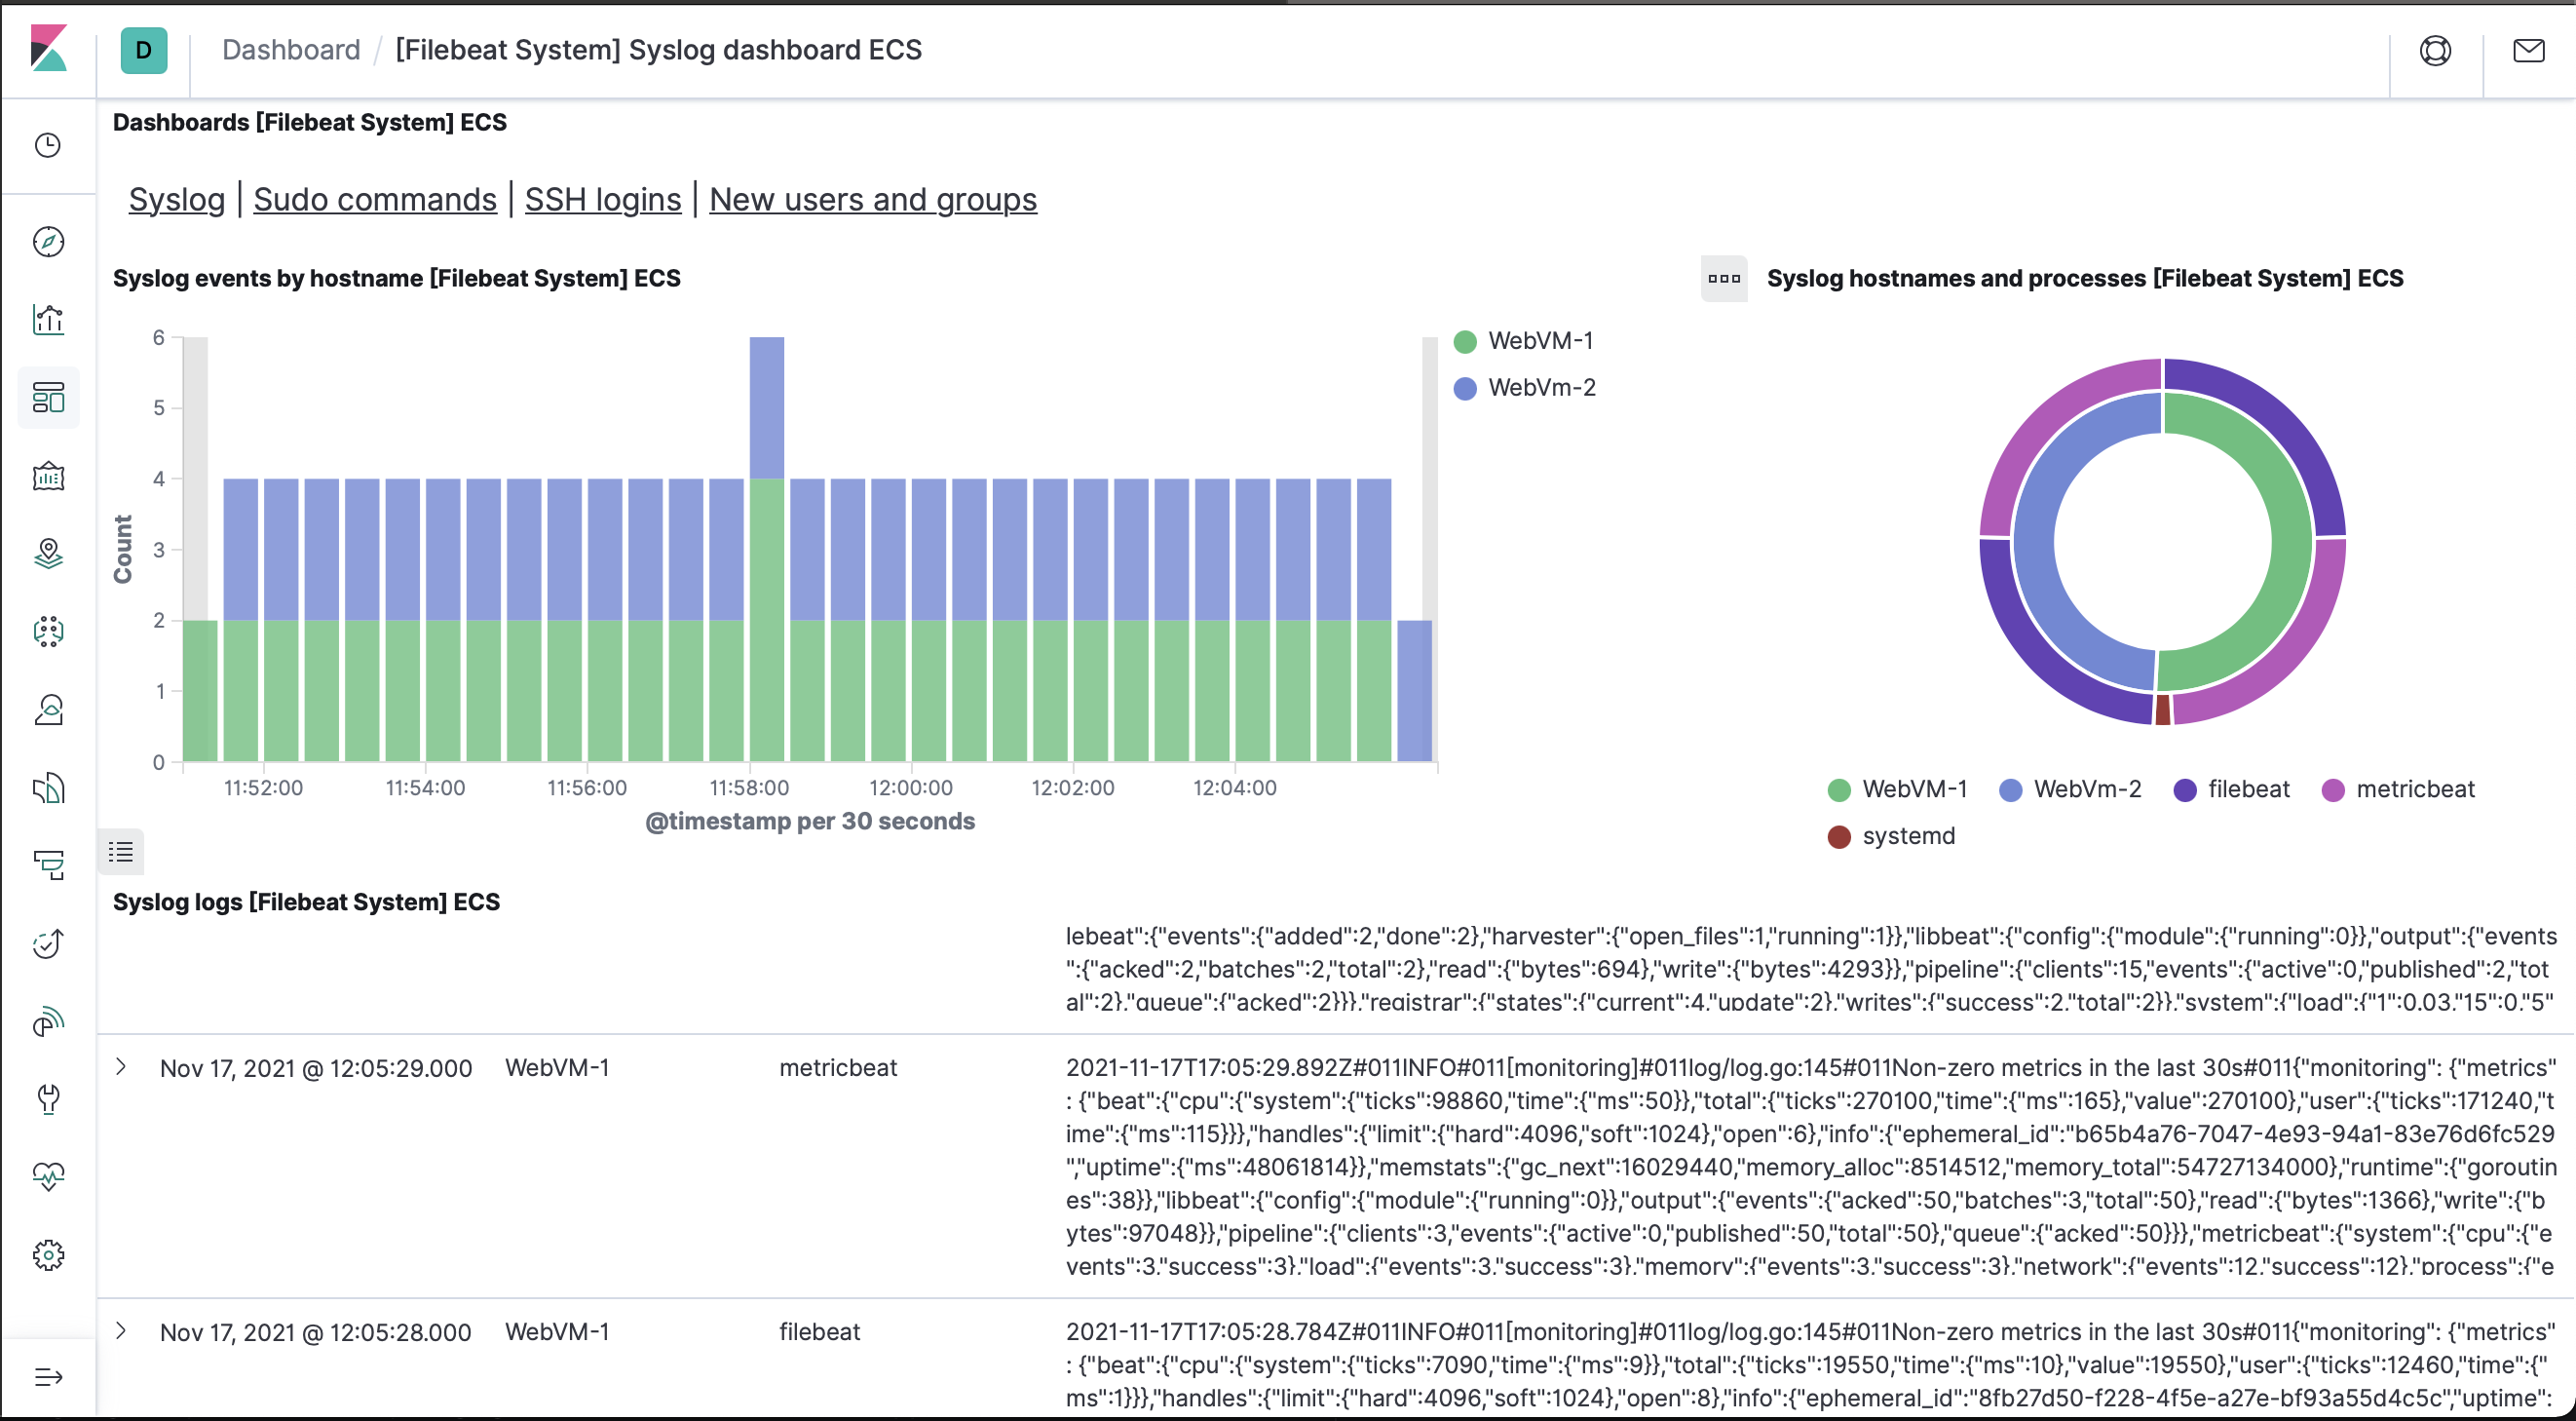 D
Dashboard / [Filebeat System] Syslog dashboard ECS
Dashboards [Filebeat System] ECS
Syslog | Sudo commands | SSH logins | New users and groups
Syslog events by hostname [Filebeat System] ECS
6
5
4
3
2
1
0
Count
11:52:00 11:54:00 11:56:00 11:58:00 12:00:00 12:02:00 12:04:00
@timestamp per 30 seconds
WebVM-1
WebVm-2
Syslog hostnames and processes [Filebeat System] ECS
WebVM-1 WebVm-2 filebeat metricbeat
systemd
Syslog logs [Filebeat System] ECS
lebeat":{"events":{"added":2,"done":2},"harvester":{"open_files":1,"running":1}},"libbeat":{"config":{"module":{"running":0}},"output":{"events
":{"acked":2,"batches":2,"total":2},"read":{"bytes":694},"write":{"bytes":4293}},"pipeline":{"clients":15,"events":{"active":0,"published":2,"tot
al":2},"queue":{"acked":2}}},"registrar":{"states":{"current":4,"update":2},"writes":{"success":2,"total":2}},"system":{"load":{"1":0.03,"15":0,"5"
Nov 17, 2021 @ 12:05:29.000 WebVM-1 metricbeat
2021-11-17T17:05:29.892Z#011INFO#011[monitoring]#011log/log.go:145#011Non-zero metrics in the last 30s#011{"monitoring": {"metrics"
: {"beat":{"cpu":{"system":{"ticks":98860,"time":{"ms":50}},"total":{"ticks":270100,"time":{"ms":165},"value":270100},"user":{"ticks":171240,"t
ime":{"ms":115}}},"handles":{"limit":{"hard":4096,"soft":1024},"open":6},"info":{"ephemeral_id":"b65b4a76-7047-4e93-94a1-83e76d6fc529
","uptime":{"ms":48061814}},"memstats":{"gc_next":16029440,"memory_alloc":8514512,"memory_total":54727134000},"runtime":{"goroutin
es":38}},"libbeat":{"config":{"module":{"running":0}},"output":{"events":{"acked":50,"batches":3,"total":50},"read":{"bytes":1366},"write":{"b
ytes":97048}},"pipeline":{"clients":3,"events":{"active":0,"published":50,"total":50},"queue":{"acked":50}}},"metricbeat":{"system":{"cpu":{"e
vents":3,"success":3},"load":{"events":3,"success":3},"memory":{"events":3,"success":3},"network":{"events":12,"success":12},"process":{"e
Nov 17, 2021 @ 12:05:28.000 WebVM-1 filebeat
2021-11-17T17:05:28.784Z#011INFO#011[monitoring]#011log/log.go:145#011Non-zero metrics in the last 30s#011{"monitoring": {"metrics"
: {"beat":{"cpu":{"system":{"ticks":7090,"time":{"ms":9}},"total":{"ticks":19550,"time":{"ms":10},"value":19550},"user":{"ticks":12460,"time":{"
ms":1}}},"handles":{"limit":{"hard":4096,"soft":1024},"open":8},"info":{"ephemeral_id":"8fb27d50-f228-4f5e-a27e-bf93a55d4c5c","uptime":